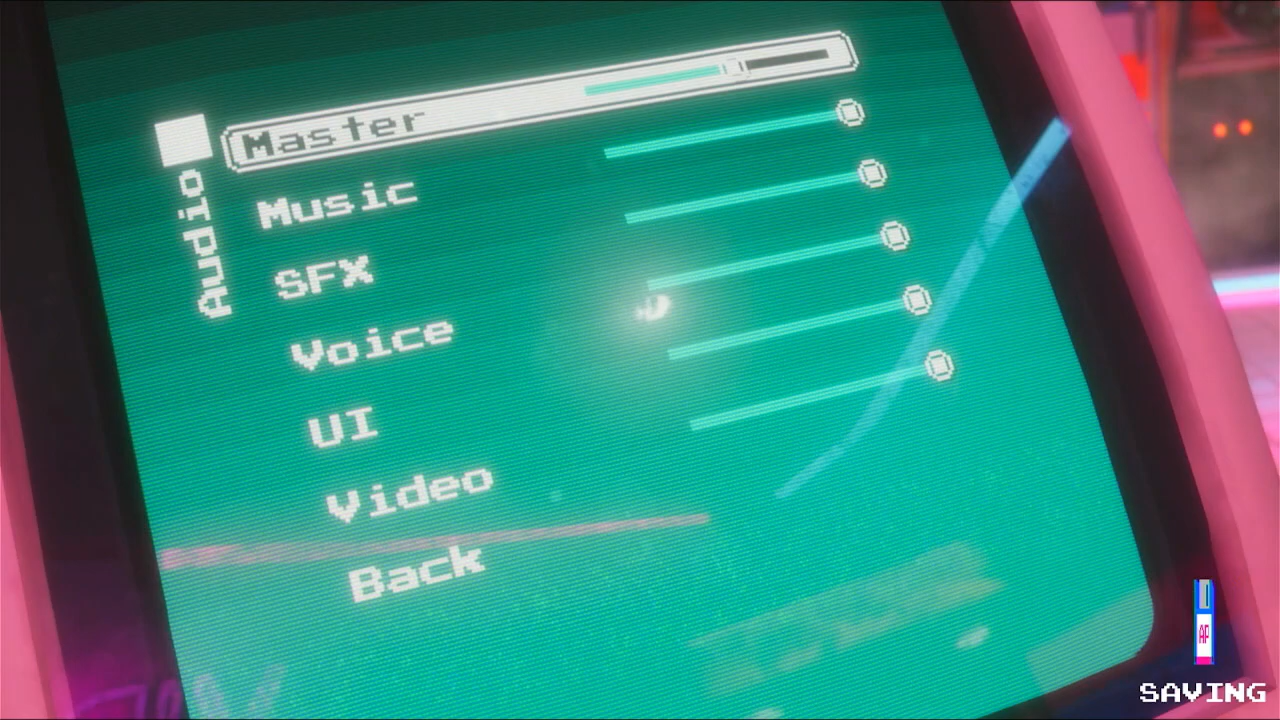 Audio
Master
Music
SFX
Voice
UI
Video
Back
AP
SAVING